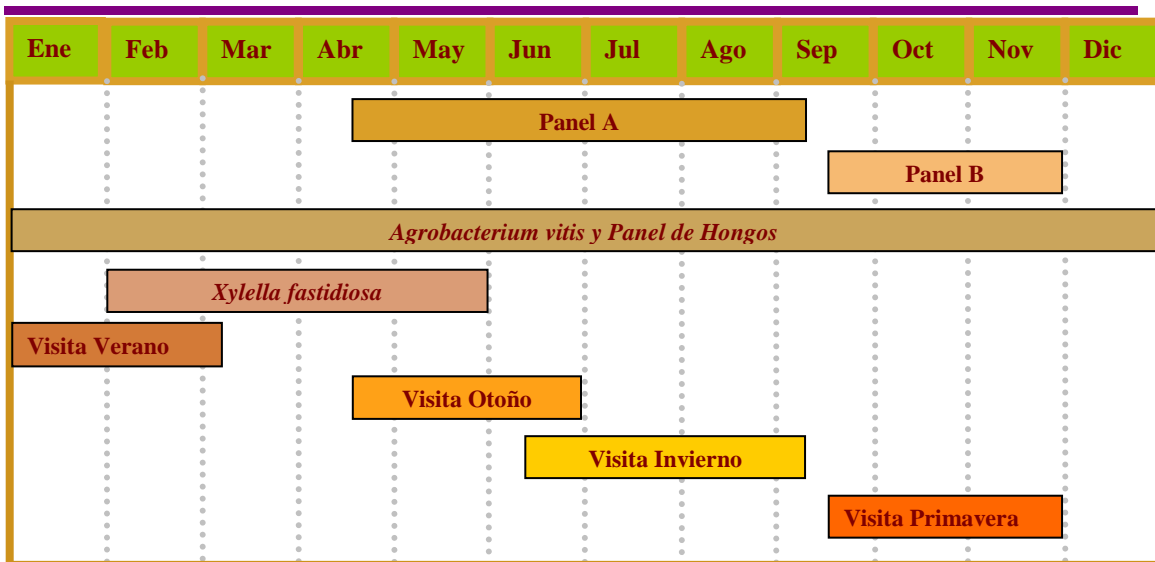 Ene Feb Mar Abr May Jun Jul Ago Sep Oct Nov Dic
Panel A
Panel B
Agrobacterium vitis y Panel de Hongos
Xylella fastidiosa
Visita Verano
Visita Otoño
Visita Invierno
Visita Primavera